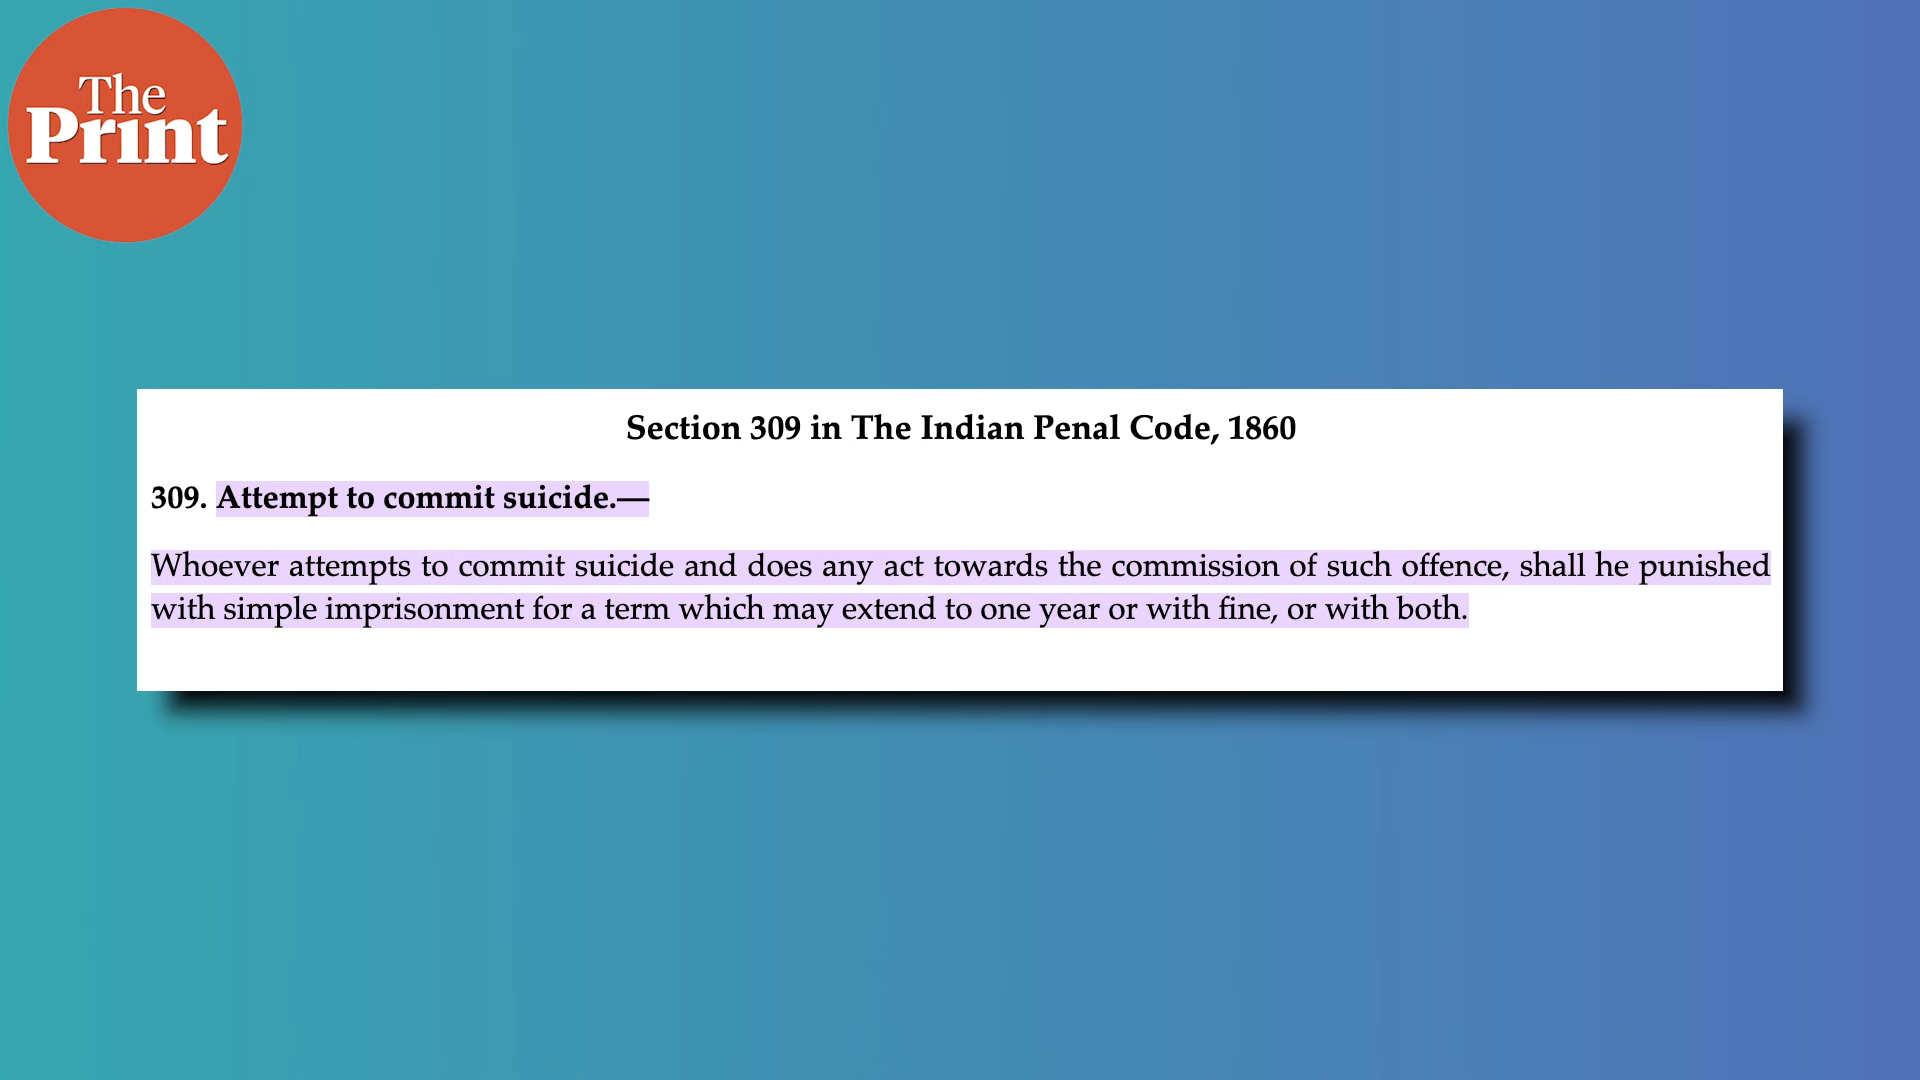 The
Print
Section 309 in The Indian Penal Code, 1860
309. Attempt to commit suicide.—
Whoever attempts to commit suicide and does any act towards the commission of such offence, shall he punished
with simple imprisonment for a term which may extend to one year or with fine, or with both.